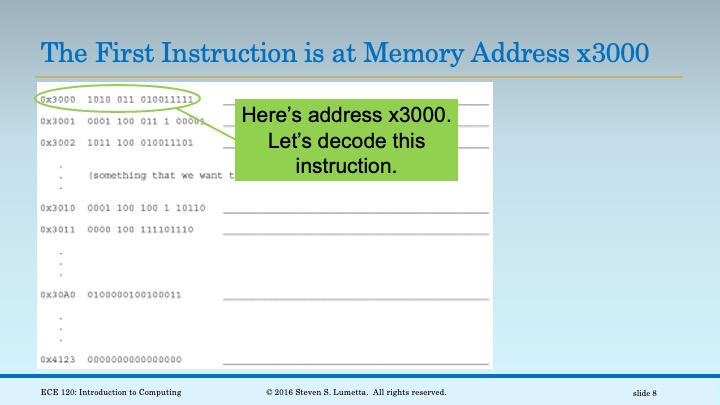 The First Instruction is at Memory Address x3000
0x3000 1010 011 010011111
Here’s address x3000.
Let’s decode this
instruction.
0x3001 0001 100 011 1 00001
0x3002 1011 100 010011101
(something that we want t
0x3010 0001 100 100 1 10110
0x3011 0000 100 111101110
0x30A0 0100000100100011
0x4123 0000000000000000
ECE 120: Introduction to Computing
© 2016 Steven S. Lumetta. All rights reserved.
slide 8